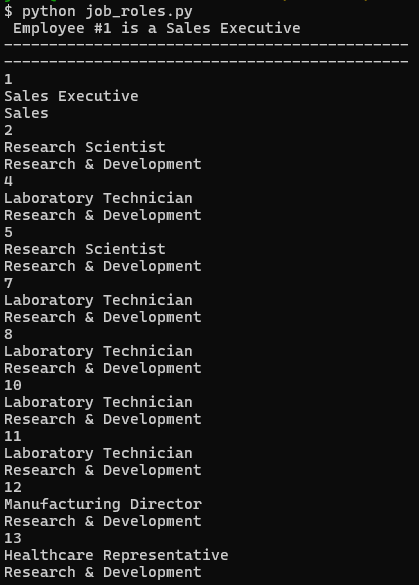 $ python job_roles.py
 Employee #1 is a Sales Executive
---------------------------------------------
---------------------------------------------
1
Sales Executive
Sales
2
Research Scientist
Research & Development
4
Laboratory Technician
Research & Development
5
Research Scientist
Research & Development
7
Laboratory Technician
Research & Development
8
Laboratory Technician
Research & Development
10
Laboratory Technician
Research & Development
11
Laboratory Technician
Research & Development
12
Manufacturing Director
Research & Development
13
Healthcare Representative
Research & Development